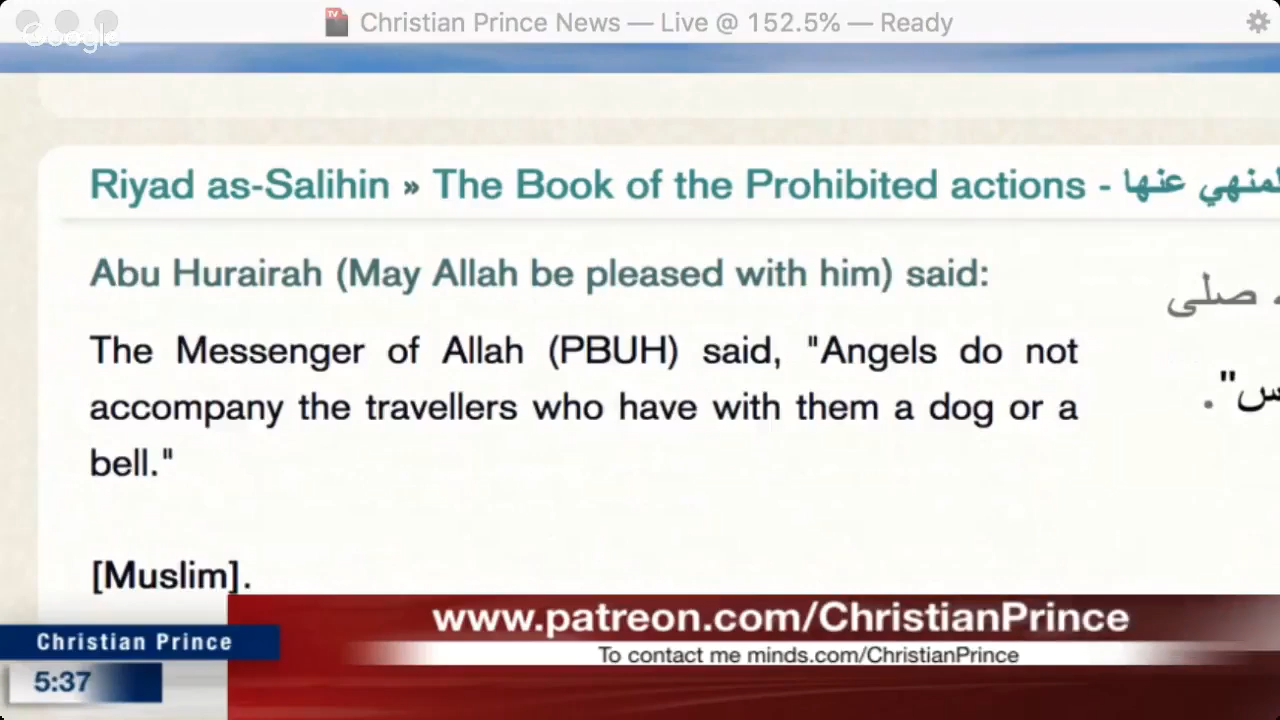 Christian Prince News — Live @ 152.5% — Ready
Google
Riyad as-Salihin » The Book of the Prohibited actions - المنهي عنها
Abu Hurairah (May Allah be pleased with him) said:
صلى
The Messenger of Allah (PBUH) said, "Angels do not
accompany the travellers who have with them a dog or a
bell."
[Muslim].
www.patreon.com/ChristianPrince
Christian Prince
To contact me minds.com/ChristianPrince
5:37